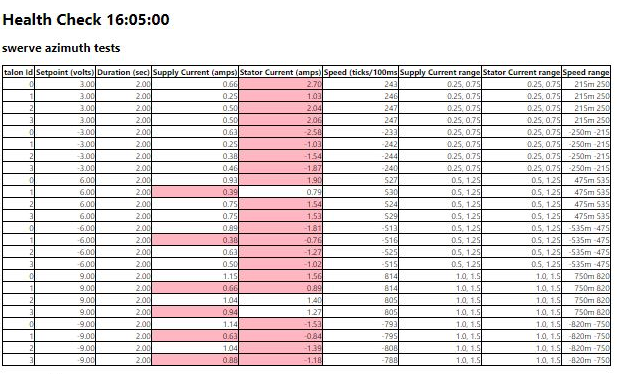 Health Check 16:05:00
swerve azimuth tests
talon Id Setpoint (volts) Duration (sec) Supply Current (amps) Stator Current (amps) Speed (ticks/100ms Supply Current range Stator Current range Speed range
0 3.00 2.00 0.66 2.70 243 0.25, 0.75 0.25, 0.75 215m 250
1 3.00 2.00 0.25 1.03 246 0.25, 0.75 0.25, 0.75 215m 250
2 3.00 2.00 0.50 2.04 247 0.25, 0.75 0.25, 0.75 215m 250
3 3.00 2.00 0.50 2.06 247 0.25, 0.75 0.25, 0.75 215m 250
0 -3.00 2.00 0.63 -2.58 -233 0.25, 0.75 0.25, 0.75 -250m -215
1 -3.00 2.00 0.25 -1.03 -242 0.25, 0.75 0.25, 0.75 -250m -215
2 -3.00 2.00 0.38 -1.54 -244 0.25, 0.75 0.25, 0.75 -250m -215
3 -3.00 2.00 0.46 -1.87 -240 0.25, 0.75 0.25, 0.75 -250m -215
0 6.00 2.00 0.93 1.90 527 0.5, 1.25 0.5, 1.25 475m 535
1 6.00 2.00 0.39 0.79 530 0.5, 1.25 0.5, 1.25 475m 535
2 6.00 2.00 0.75 1.54 524 0.5, 1.25 0.5, 1.25 475m 535
3 6.00 2.00 0.75 1.53 529 0.5, 1.25 0.5, 1.25 475m 535
0 -6.00 2.00 0.89 -1.81 -513 0.5, 1.25 0.5, 1.25 -535m -475
1 -6.00 2.00 0.38 -0.76 -516 0.5, 1.25 0.5, 1.25 -535m -475
2 -6.00 2.00 0.63 -1.27 -525 0.5, 1.25 0.5, 1.25 -535m -475
3 -6.00 2.00 0.50 -1.02 -515 0.5, 1.25 0.5, 1.25 -535m -475
0 9.00 2.00 1.15 1.56 814 1.0, 1.5 1.0, 1.5 750m 820
1 9.00 2.00 0.66 0.89 814 1.0, 1.5 1.0, 1.5 750m 820
2 9.00 2.00 1.04 1.40 805 1.0, 1.5 1.0, 1.5 750m 820
3 9.00 2.00 0.94 1.27 805 1.0, 1.5 1.0, 1.5 750m 820
0 -9.00 2.00 1.14 -1.53 -793 1.0, 1.5 1.0, 1.5 -820m -750
1 -9.00 2.00 0.63 -0.84 -795 1.0, 1.5 1.0, 1.5 -820m -750
2 -9.00 2.00 1.04 -1.39 -808 1.0, 1.5 1.0, 1.5 -820m -750
3 -9.00 2.00 0.88 -1.18 -788 1.0, 1.5 1.0, 1.5 -820m -750